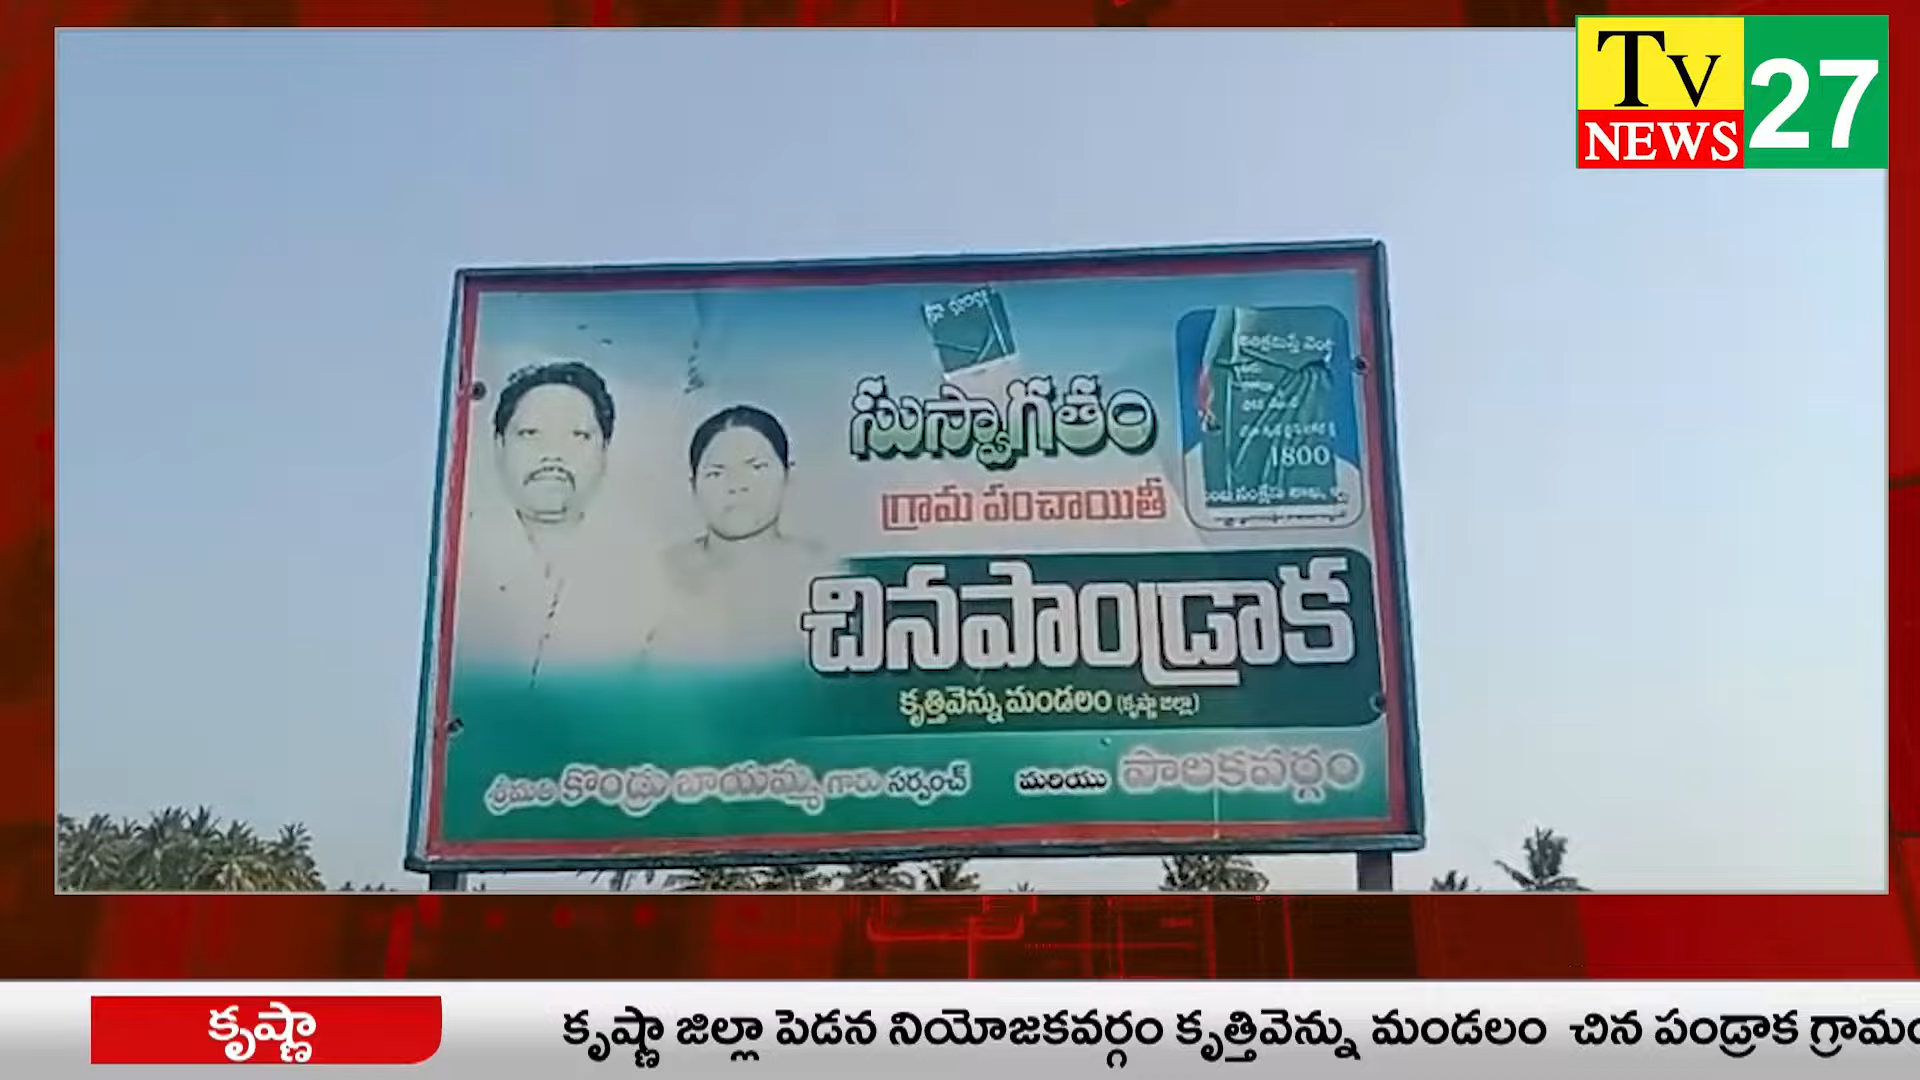 Tv
NEWS
27
సుస్వాగతం
గ్రామ పంచాయితీ
1800
చినపాండ్రాక
కృత్తివెన్ను మండలం (కృష్ణా జిల్లా)
శ్రీమతి కొండ్రు బాయమ్మ గారు సర్పంచ్ మరియు పాలకవర్గం
కృష్ణా
కృష్ణా జిల్లా పెడన నియోజకవర్గం కృత్తివెన్ను మండలం చిన పండ్రాక